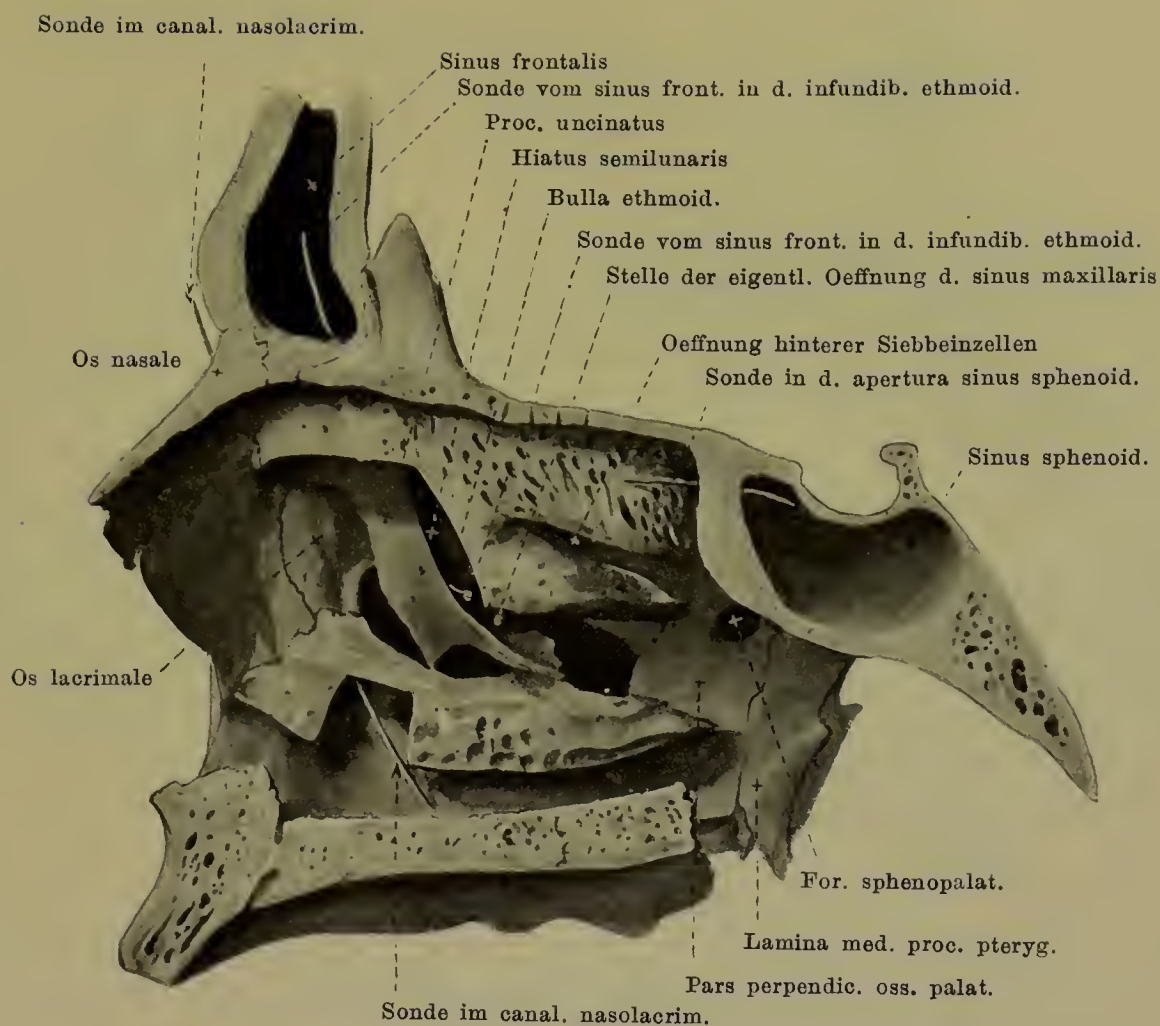 Sonde im canal. nasolacrim.
Sinus frontalis
Sonde vom sinus front. in d. infundib. ethmoid.
Proc. uncinatus
Hiatus semilunaris
Bulla ethmoid.
Sonde vom sinus front. in d. infundib. ethmoid.
Stelle der eigentl. Oeffnung d. sinus maxillaris
Oeffnung hinterer Siebbeinzellen
Os nasale
Sonde in d. apertura sinus sphenoid.
Sinus sphenoid.
Os lacrimale
For. sphenopalat.
Lamina med. proc. pteryg.
Pars perpendic. oss. palat.
Sonde im canal. nasolacrim.